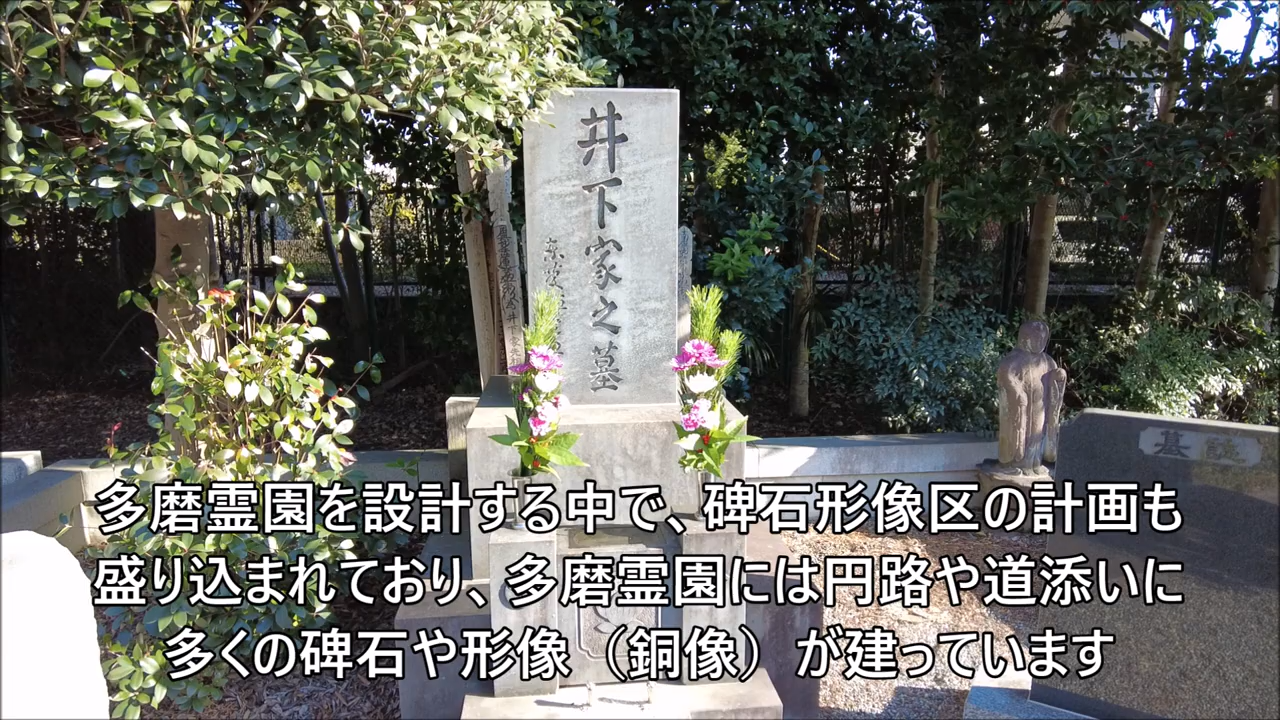 井下家之墓
墓誌
多磨霊園を設計する中で、碑石形像区の計画も
盛り込まれており、多磨霊園には円路や道添いに
多くの碑石や形像（銅像）が建っています